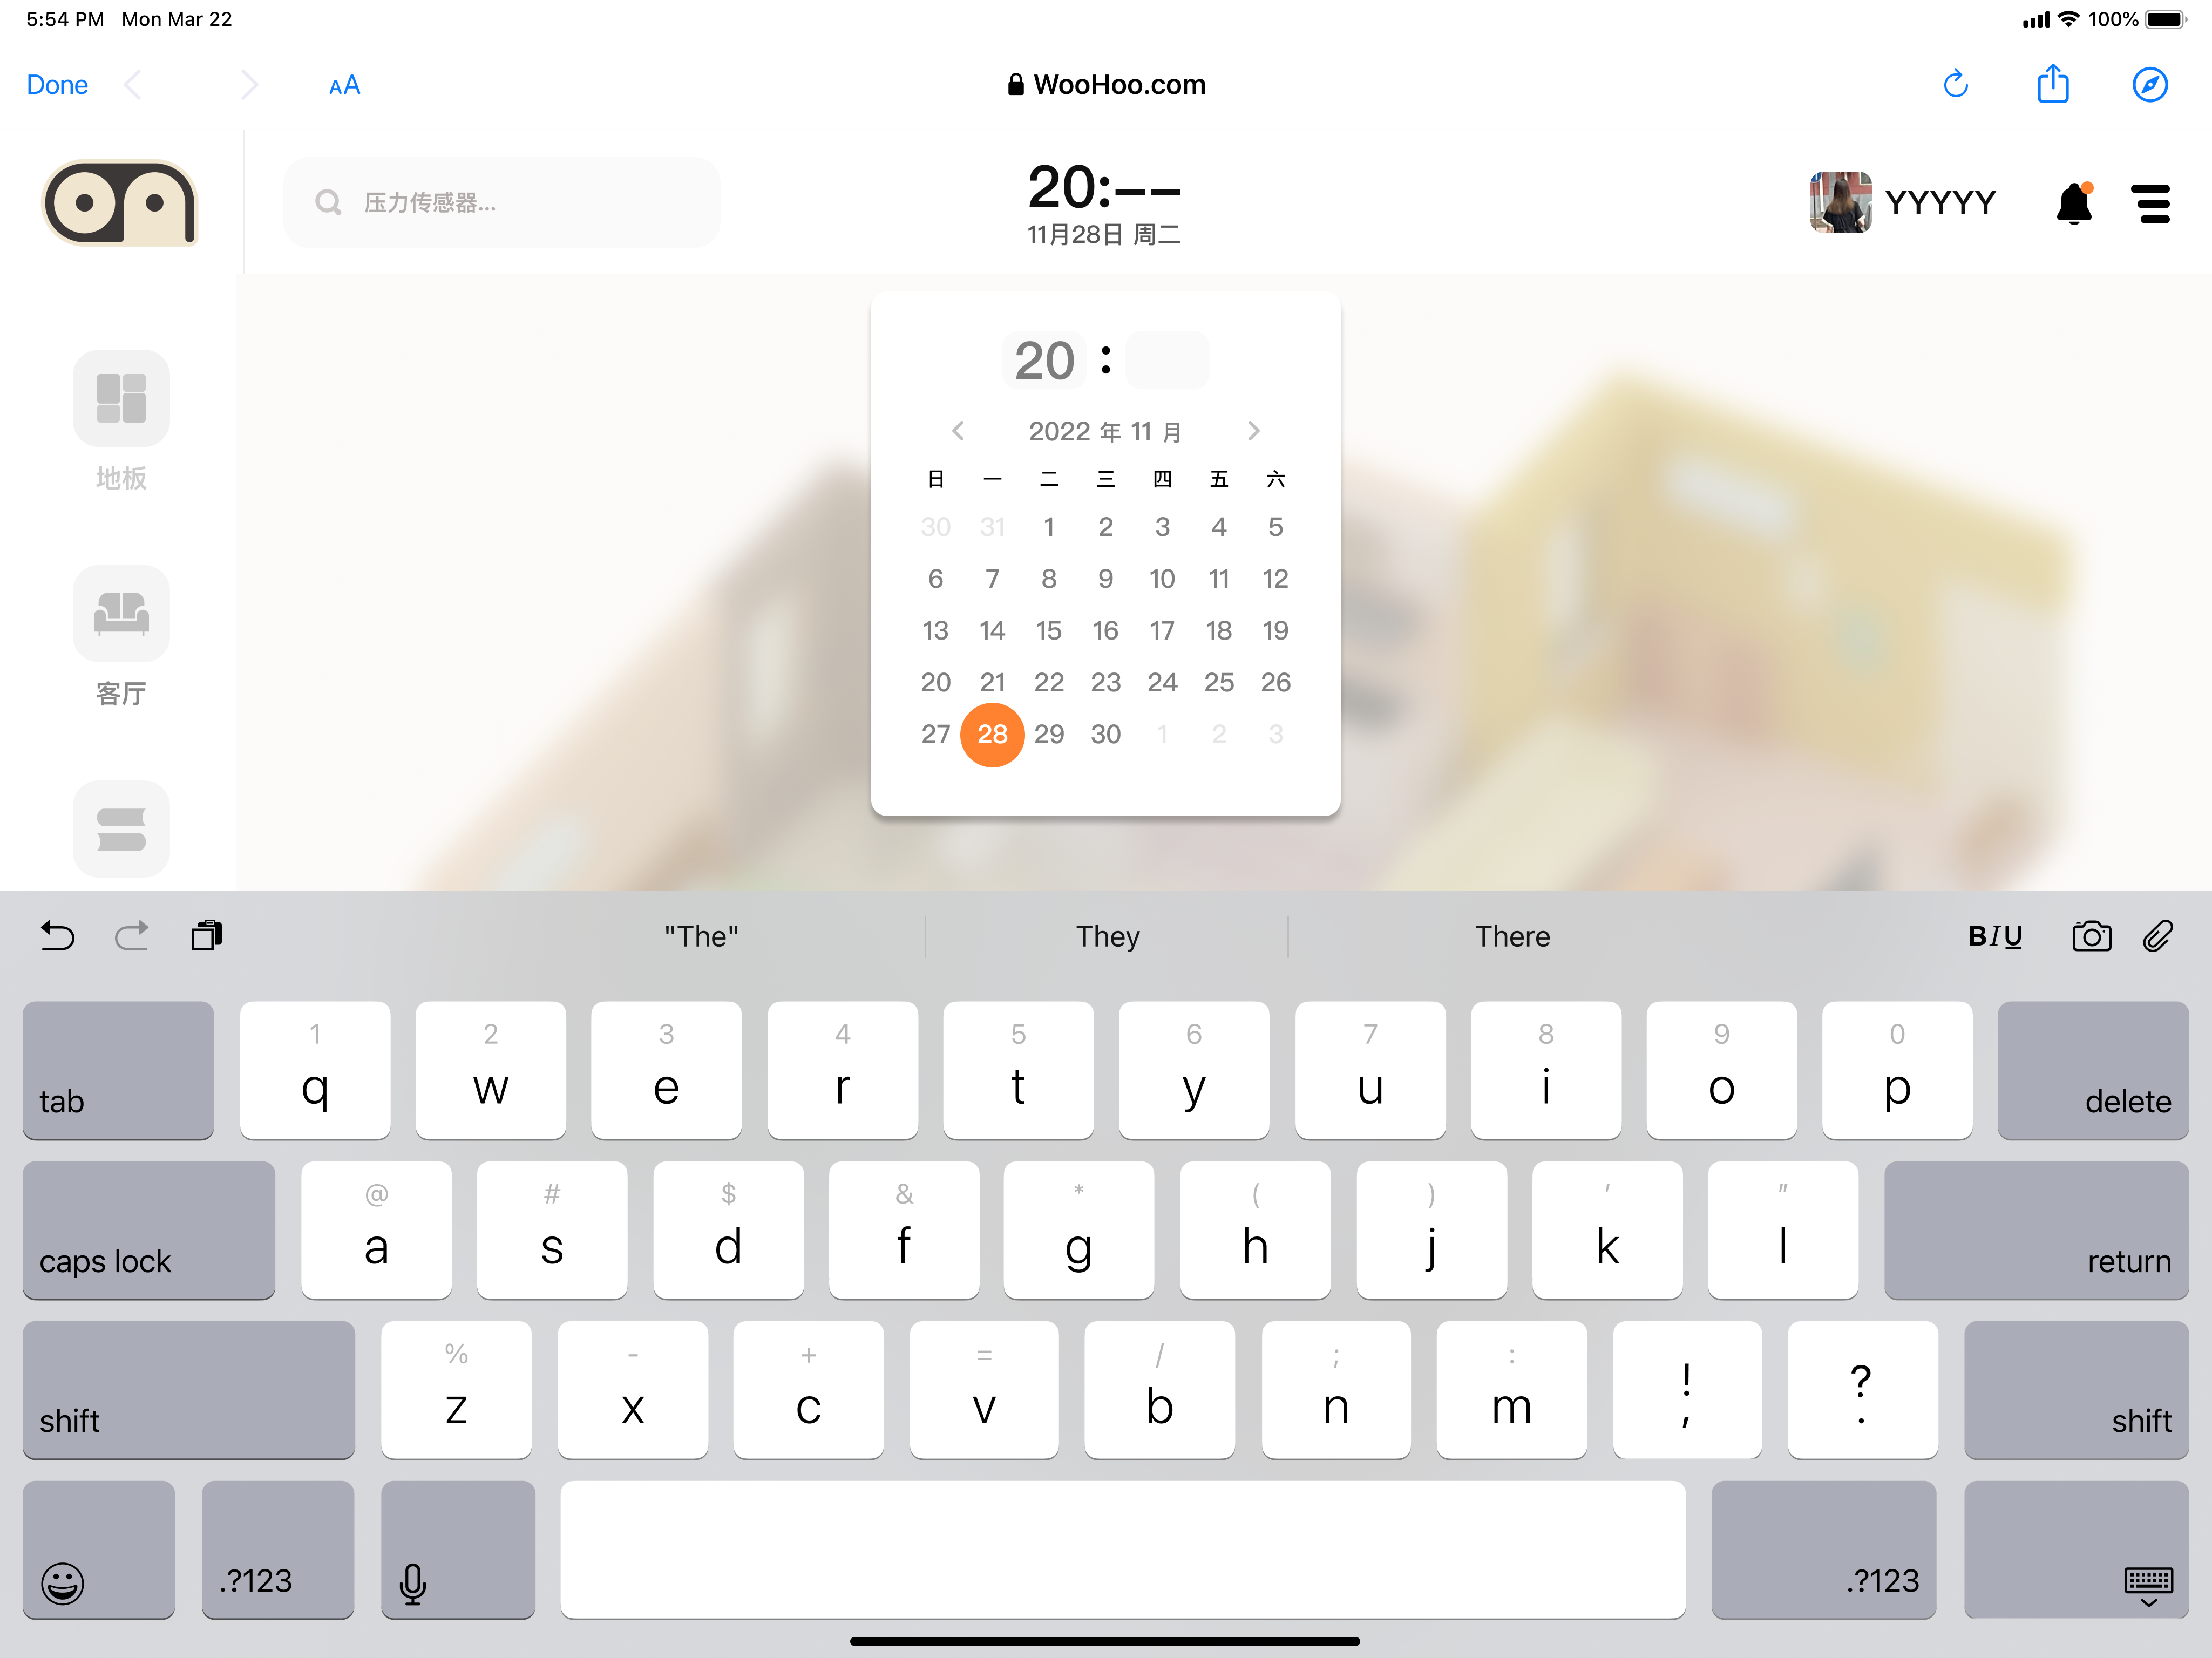 5:54 PM Mon Mar 22
100%
Done
AA
WooHoo.com
压力传感器...
20:––
11月28日 周二
YYYYY
20 :
2022 年 11 月
日 一 二 三 四 五 六
30 31 1 2 3 4 5
6 7 8 9 10 11 12
13 14 15 16 17 18 19
20 21 22 23 24 25 26
27 28 29 30 1 2 3
地板
客厅
"The" They There
BIU
1 2 3 4 5 6 7 8 9 0
tab q w e r t y u i o p delete
@ # $ & * ( ) ' "
caps lock a s d f g h j k l return
% - + = / ; : ! ?
shift z x c v b n m , . shift
.?123 .?123